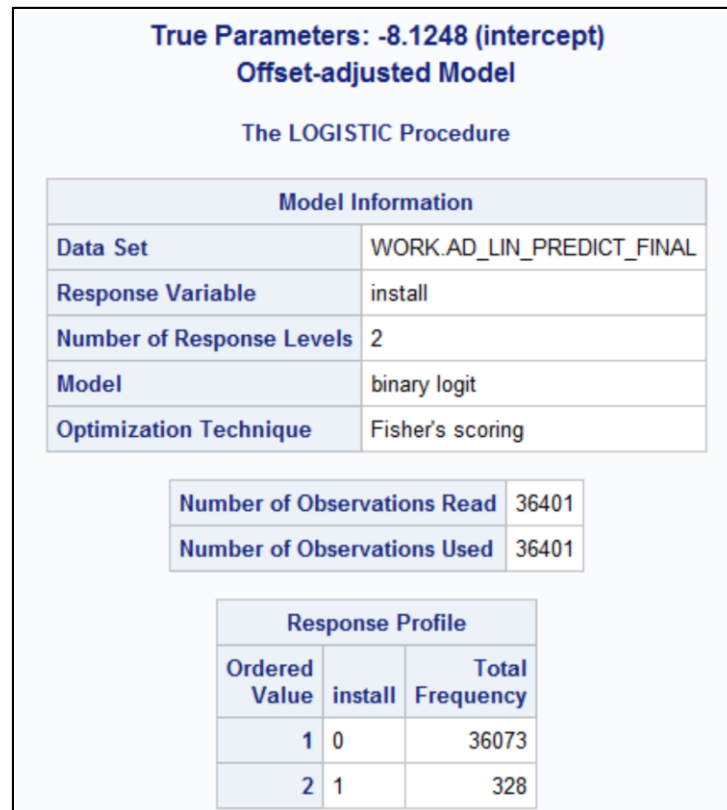 True Parameters: -8.1248 (intercept)
Offset-adjusted Model
The LOGISTIC Procedure
Model Information
Data Set WORK.AD_LIN_PREDICT_FINAL
Response Variable install
Number of Response Levels 2
Model binary logit
Optimization Technique Fisher's scoring
Number of Observations Read 36401
Number of Observations Used 36401
Response Profile
Ordered Value install Total Frequency
1 0 36073
2 1 328